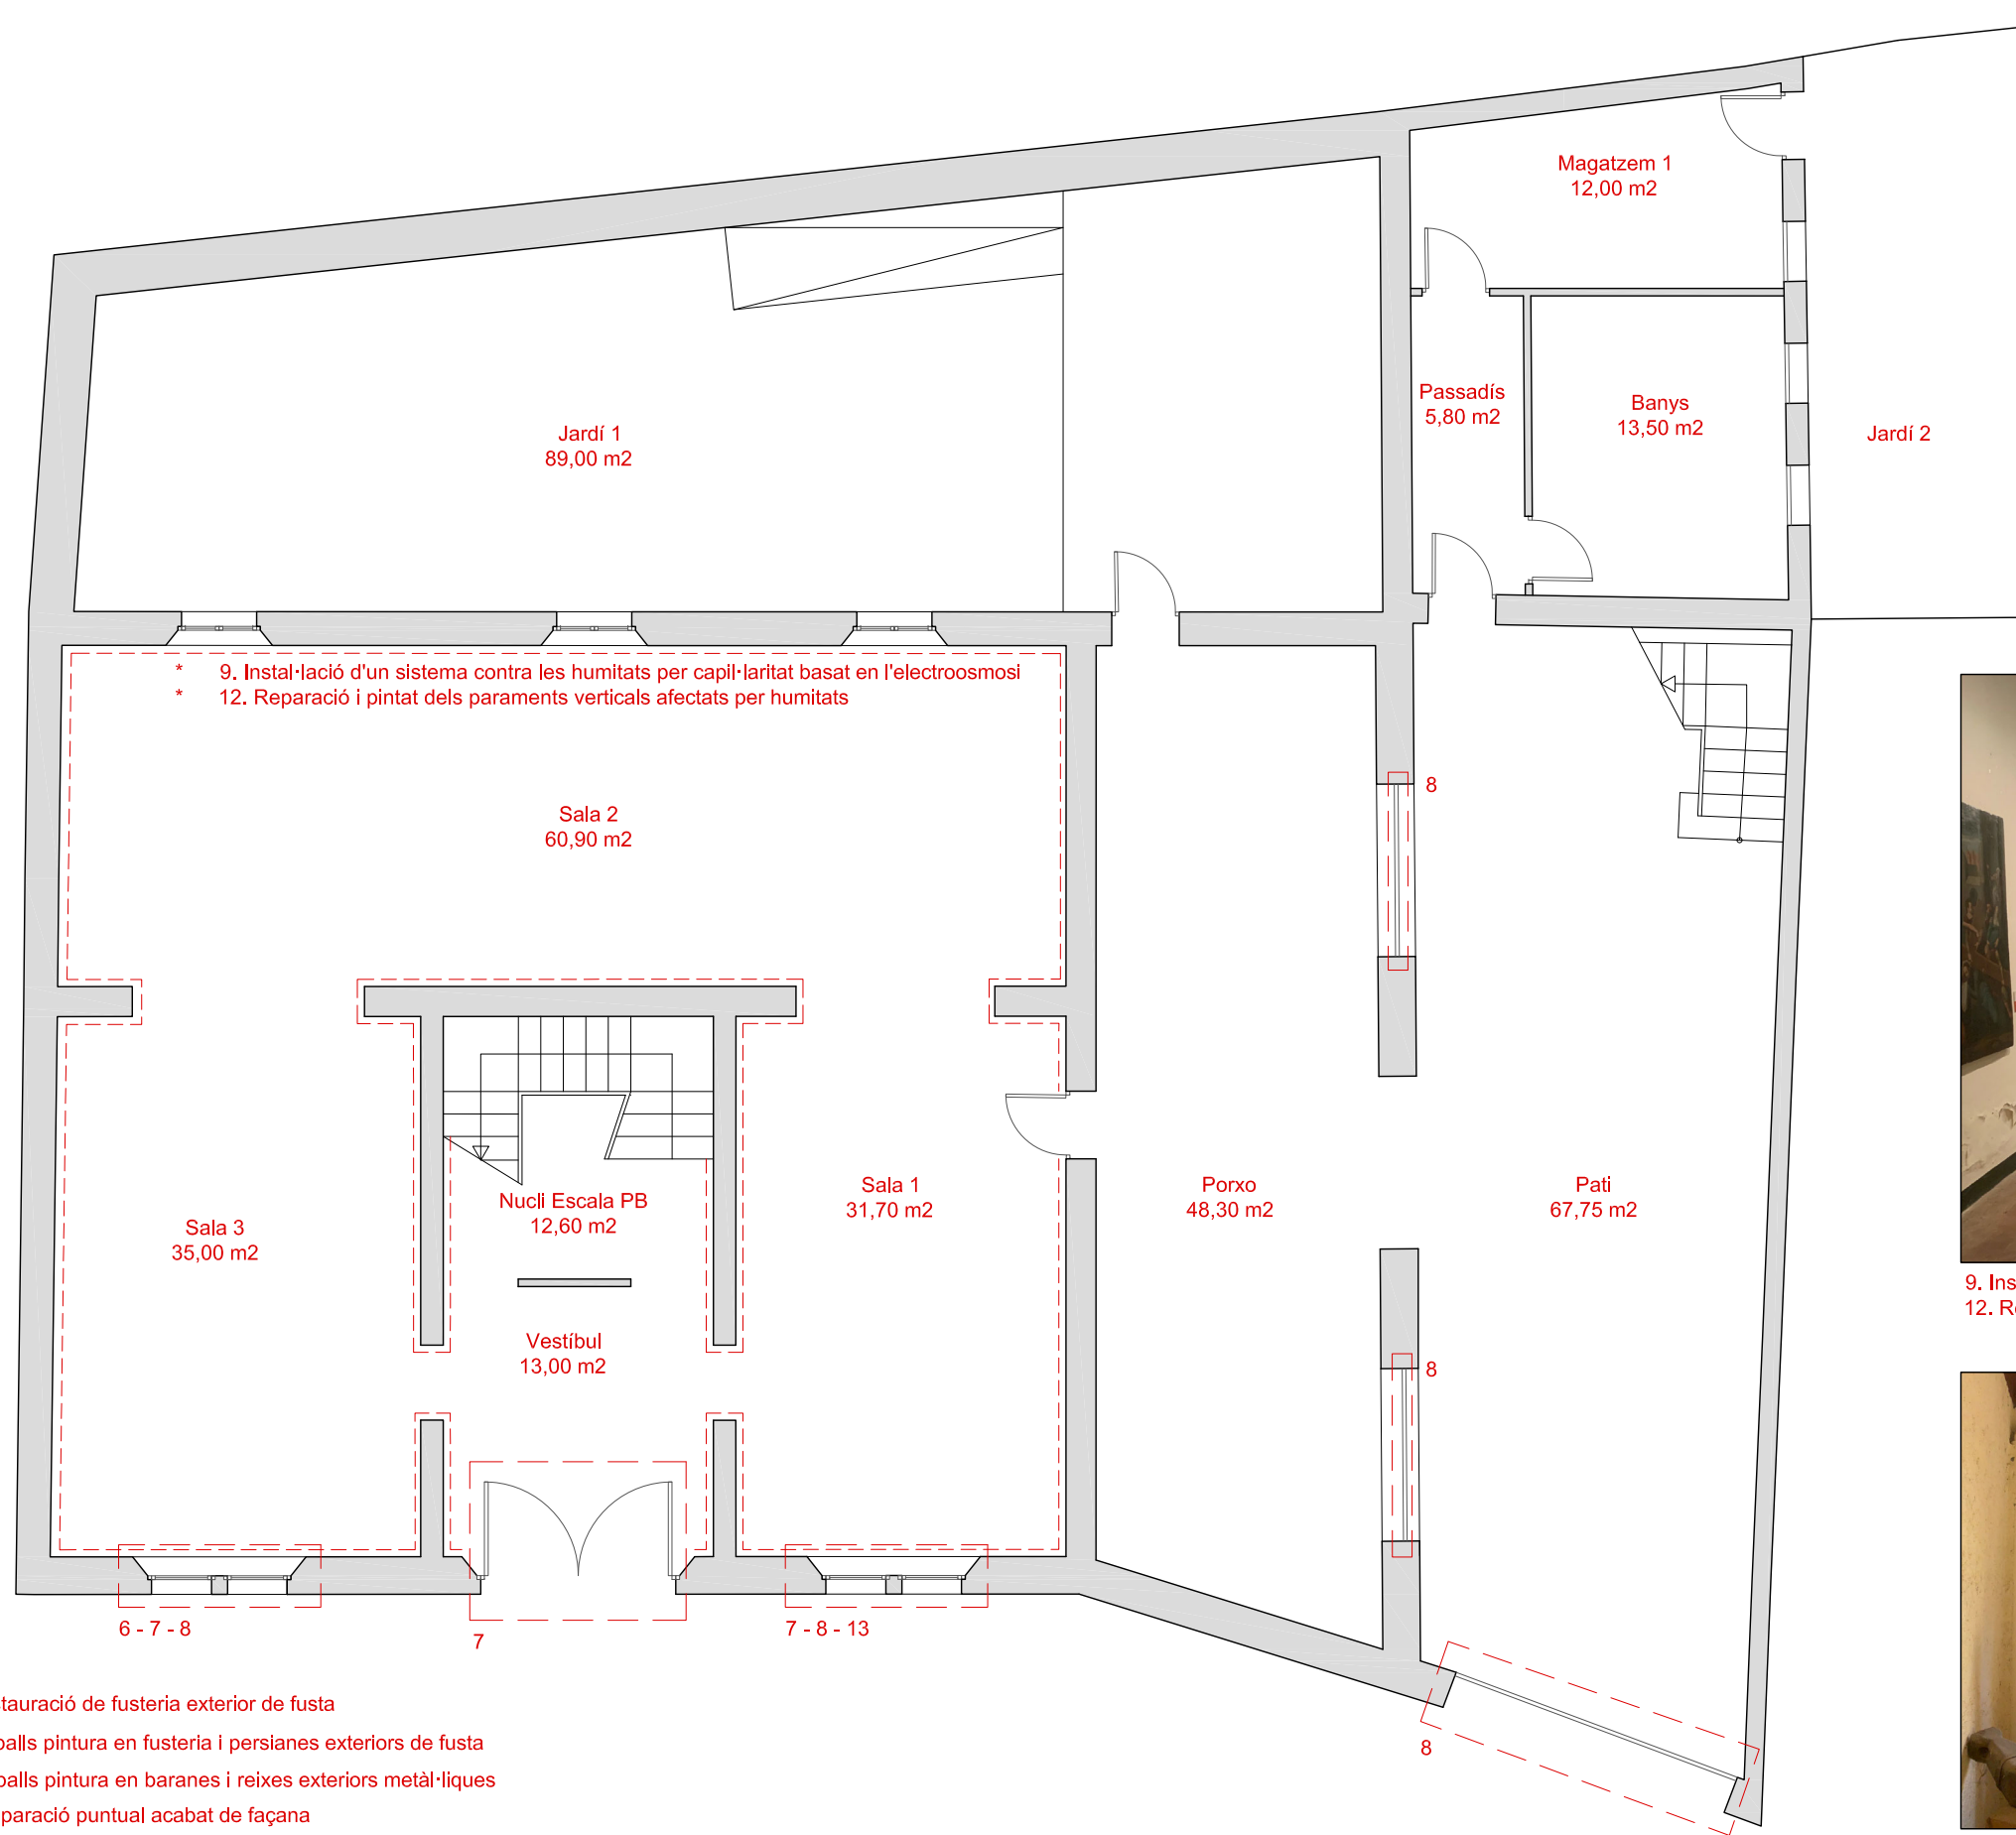 Magatzem 1
12,00 m2
Passadís
5,80 m2
Banys
13,50 m2
Jardí 1
89,00 m2
Jardí 2
* 9. Instal·lació d'un sistema contra les humitats per capil·laritat basat en l'electroosmosi
* 12. Reparació i pintat dels paraments verticals afectats per humitats
8
Sala 2
60,90 m2
Nucli Escala PB
12,60 m2
Sala 1
31,70 m2
Porxo
48,30 m2
Pati
67,75 m2
Sala 3
35,00 m2
9. Ins
12. R
Vestíbul
13,00 m2
8
6 - 7 - 8
7
7 - 8 - 13
8
tauració de fusteria exterior de fusta
balls pintura en fusteria i persianes exteriors de fusta
balls pintura en baranes i reixes exteriors metàl·liques
paració puntual acabat de façana